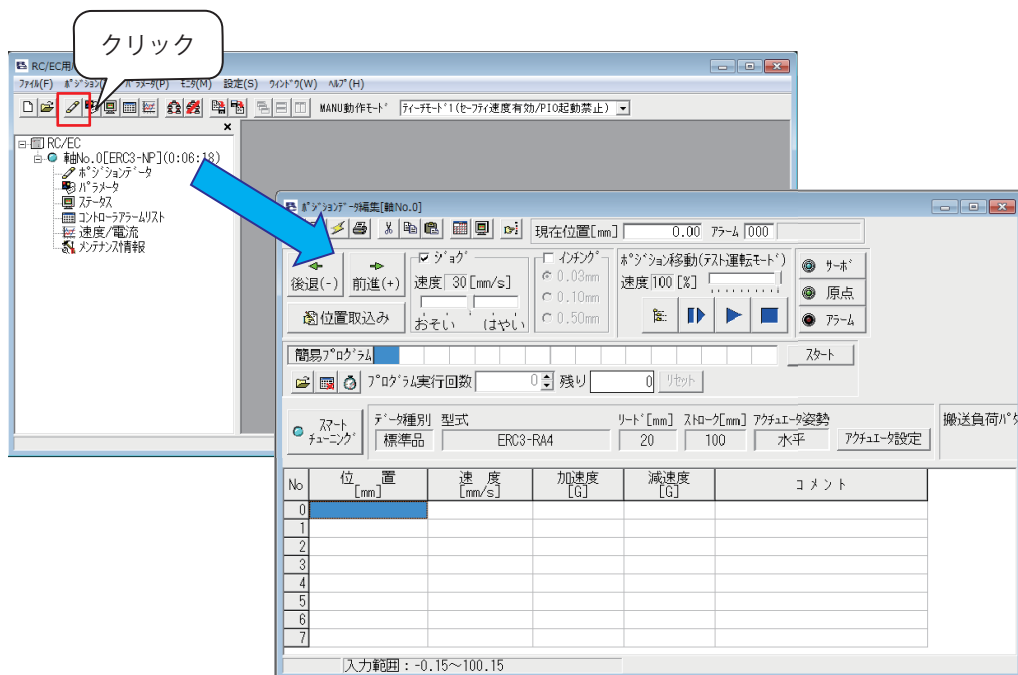 クリック
RC/EC用
ﾌｧｲﾙ(F) ﾎﾟｼﾞｼｮﾝ( ﾊﾟﾗﾒｰﾀ(P) ﾓﾆﾀ(M) 設定(S) ｳｨﾝﾄﾞｳ(W) ﾍﾙﾌﾟ(H)
MANU動作ﾓｰﾄﾞ ﾃｨｰﾁﾓｰﾄﾞ1(ｾｰﾌﾃｨ速度有効/PIO起動禁止)
RC/EC
軸No.0[ERC3-NP](0:06:18)
ﾎﾟｼﾞｼｮﾝﾃﾞｰﾀ
ﾊﾟﾗﾒｰﾀ
ｽﾃｰﾀｽ
ｺﾝﾄﾛｰﾗｱﾗｰﾑﾘｽﾄ
速度/電流
ﾒﾝﾃﾅﾝｽ情報
ﾎﾟｼﾞｼｮﾝﾃﾞｰﾀ編集[軸No.0]
現在位置[mm] 0.00 ｱﾗｰﾑ 000
後退(-) 前進(+) 位置取込み
ｼﾞｮｸﾞ
速度 30 [mm/s]
おそい はやい
ｲﾝﾁﾝｸﾞ
0.03mm
0.10mm
0.50mm
ﾎﾟｼﾞｼｮﾝ移動(ﾃｽﾄ運転ﾓｰﾄﾞ)
速度 100 [%]
ｻｰﾎﾞ
原点
ｱﾗｰﾑ
簡易ﾌﾟﾛｸﾞﾗﾑ ｽﾀｰﾄ
ﾌﾟﾛｸﾞﾗﾑ実行回数 0 残り 0 ﾘｾｯﾄ
ｽﾏｰﾄ
ﾁｭｰﾆﾝｸﾞ
ﾃﾞｰﾀ種別 型式 ﾘｰﾄﾞ[mm] ｽﾄﾛｰｸ[mm] ｱｸﾁｭｴｰﾀ姿勢 搬送負荷ﾊﾟﾀ
標準品 ERC3-RA4 20 100 水平 ｱｸﾁｭｴｰﾀ設定
No 位 置 [mm] 速 度 [mm/s] 加速度 [G] 減速度 [G] コメント
0
1
2
3
4
5
6
7
入力範囲：-0.15～100.15